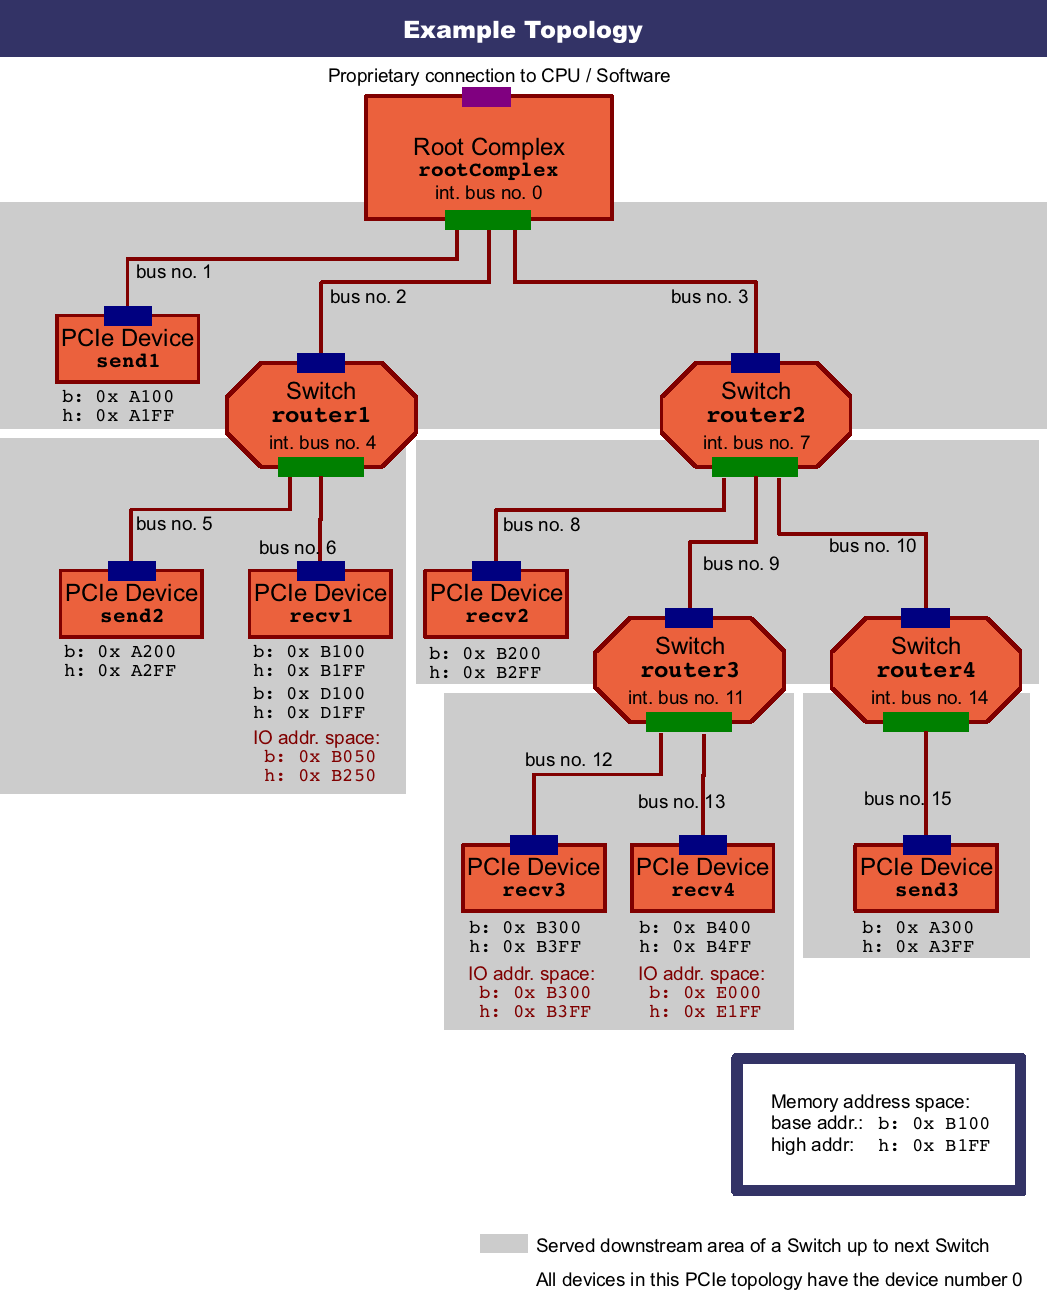 Example Topology
Proprietary connection to CPU / Software
Root Complex
rootComplex
int. bus no. 0
bus no. 1
bus no. 2
bus no. 3
PCIe Device
send1
b: 0x A100
h: 0x A1FF
Switch
router1
int. bus no. 4
Switch
router2
int. bus no. 7
bus no. 5
bus no. 6
bus no. 8
bus no. 9
bus no. 10
PCIe Device
send2
b: 0x A200
h: 0x A2FF
PCIe Device
recv1
b: 0x B100
h: 0x B1FF
b: 0x D100
h: 0x D1FF
IO addr. space:
b: 0x B050
h: 0x B250
PCIe Device
recv2
b: 0x B200
h: 0x B2FF
Switch
router3
int. bus no. 11
Switch
router4
int. bus no. 14
bus no. 12
bus no. 13
bus no. 15
PCIe Device
recv3
b: 0x B300
h: 0x B3FF
IO addr. space:
b: 0x B300
h: 0x B3FF
PCIe Device
recv4
b: 0x B400
h: 0x B4FF
IO addr. space:
b: 0x E000
h: 0x E1FF
PCIe Device
send3
b: 0x A300
h: 0x A3FF
Memory address space:
base addr.: b: 0x B100
high addr: h: 0x B1FF
Served downstream area of a Switch up to next Switch
All devices in this PCIe topology have the device number 0